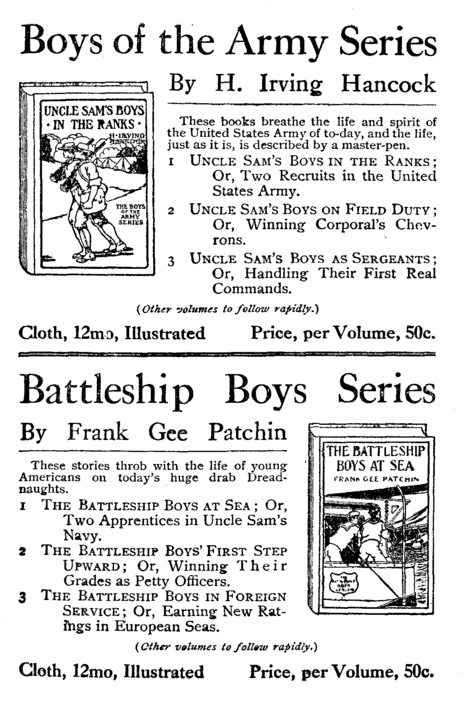 Boys of the Army Series
By H. Irving Hancock
UNCLE SAM'S BOYS
· IN THE RANKS ·
H· IRVING
HANCOCK
THE BOYS
OF THE
ARMY
SERIES
These books breathe the life and spirit of
the United States Army of to-day, and the life,
just as it is, is described by a master-pen.
1 UNCLE SAM'S BOYS IN THE RANKS;
Or, Two Recruits in the United
States Army.
2 UNCLE SAM'S BOYS ON FIELD DUTY;
Or, Winning Corporal's Chev-
rons.
3 UNCLE SAM'S BOYS AS SERGEANTS;
Or, Handling Their First Real
Commands.
(Other volumes to follow rapidly.)
Cloth, 12mo, Illustrated Price, per Volume, 50c.
Battleship Boys Series
By Frank Gee Patchin
These stories throb with the life of young
Americans on today's huge drab Dread-
naughts.
1 THE BATTLESHIP BOYS AT SEA; Or,
Two Apprentices in Uncle Sam's
Navy.
2 THE BATTLESHIP BOYS' FIRST STEP
UPWARD; Or, Winning Their
Grades as Petty Officers.
3 THE BATTLESHIP BOYS IN FOREIGN
SERVICE; Or, Earning New Rat-
ings in European Seas.
THE BATTLESHIP
BOYS AT SEA
FRANK GEE PATCHIN
(Other volumes to follow rapidly.)
Cloth, 12mo, Illustrated Price, per Volume, 50c.